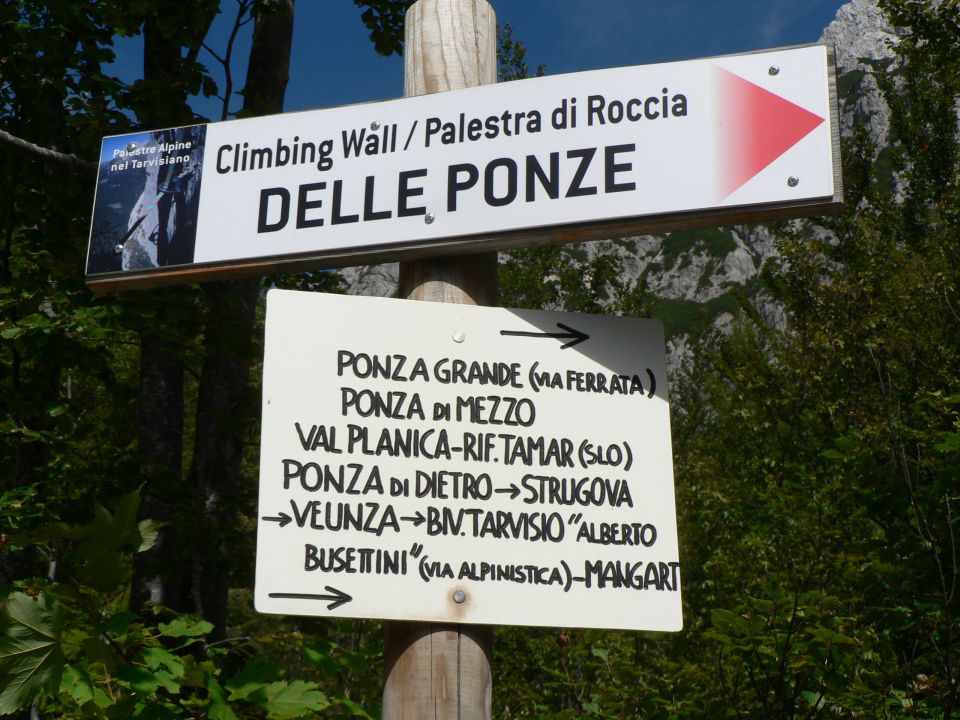 Palestre Alpine
nel Tarvisiano
Climbing Wall / Palestra di Roccia
DELLE PONZE
→
PONZA GRANDE (VIA FERRATA)
PONZA di MEZZO
VAL PLANICA-RIF. TAMAR (SLO)
PONZA di DIETRO→STRUGOVA
→VEUNZA→BIV. TARVISIO "ALBERTO
BUSETTINI" (VIA ALPINISTICA)-MANGART
→